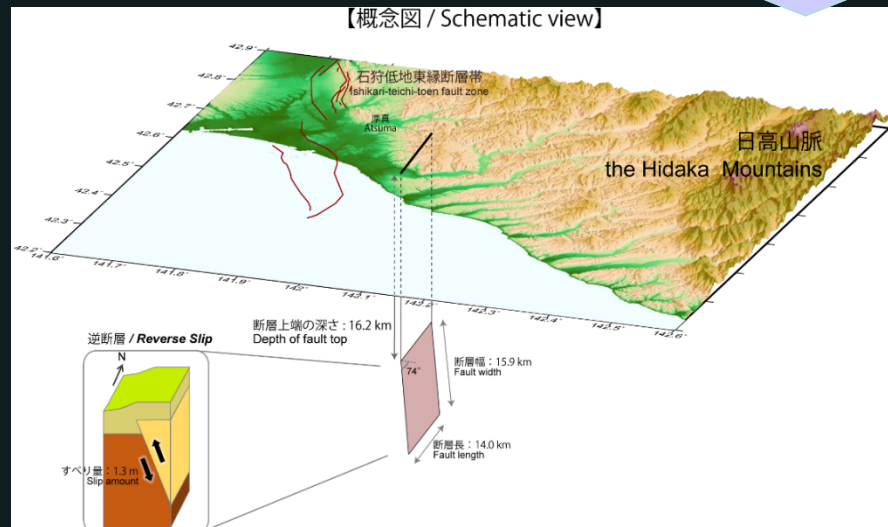 【概念図 / Schematic view】
42.9°
42.8°
42.7°
42.6°
42.5°
42.4°
42.3°
42.2°
141.6°
141.7°
141.8°
141.9°
142°
142.1°
142.2°
142.3°
142.4°
142.5°
142.6°
石狩低地東縁断層帯
Ishikari-teichi-toen fault zone
厚真
Atsuma
日高山脈
the Hidaka Mountains
断層上端の深さ : 16.2 km
Depth of fault top
逆断層 / Reverse Slip
N
74°
断層幅：15.9 km
Fault width
断層長：14.0 km
Fault length
すべり量：1.3 m
Slip amount